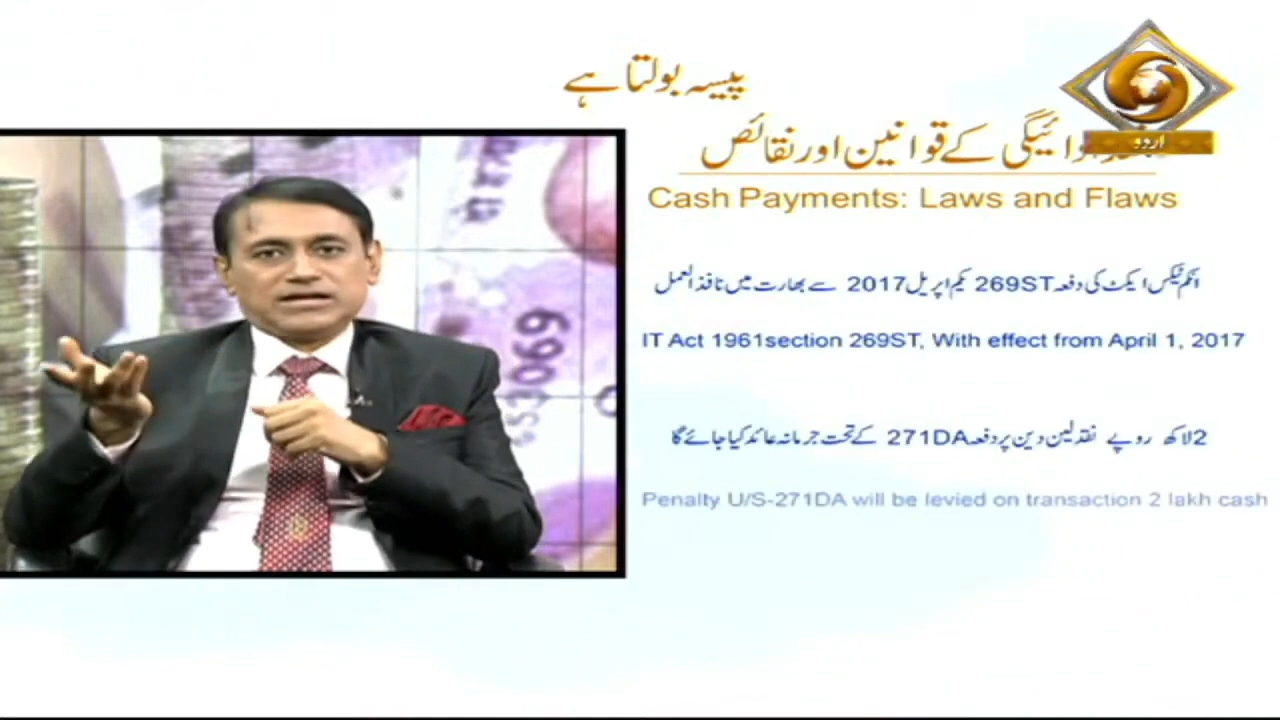 پیسہ بولتا ہے
ادائیگی کے قوانین اور نقائص
اردو
Cash Payments: Laws and Flaws
انکم ٹیکس ایکٹ کی دفعہ 269ST یکم اپریل 2017 سے بھارت میں نافذ العمل
IT Act 1961section 269ST, With effect from April 1, 2017
2لاکھ روپے نقد لین دین پر دفعہ 271DA کے تحت جرمانہ عائد کیا جائے گا
Penalty U/S-271DA will be levied on transaction 2 lakh cash